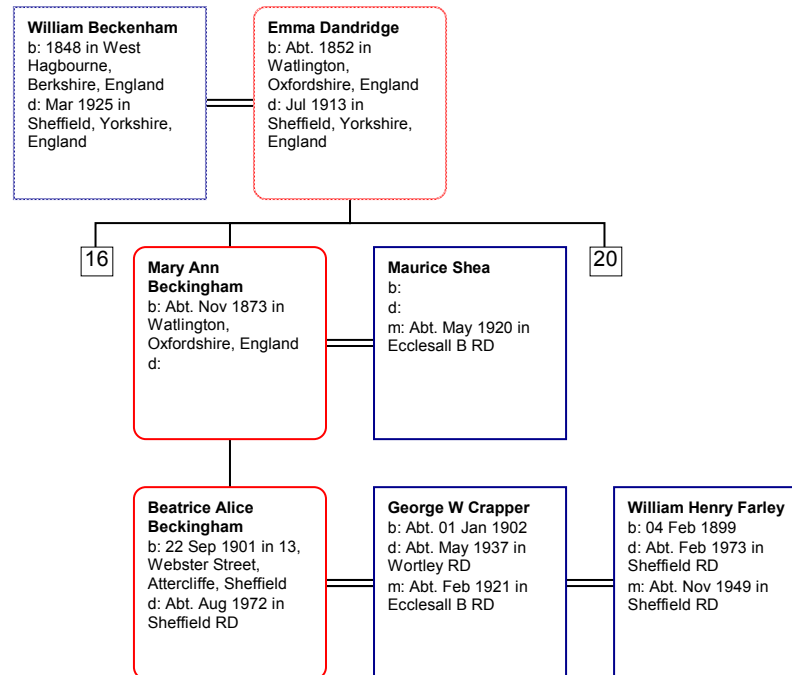 William Beckenham
b: 1848 in West
Hagbourne,
Berkshire, England
d: Mar 1925 in
Sheffield, Yorkshire,
England
Emma Dandridge
b: Abt. 1852 in
Watlington,
Oxfordshire, England
d: Jul 1913 in
Sheffield, Yorkshire,
England
16
Mary Ann
Beckingham
b: Abt. Nov 1873 in
Watlington,
Oxfordshire, England
d:
Maurice Shea
b:
d:
m: Abt. May 1920 in
Ecclesall B RD
20
Beatrice Alice
Beckingham
b: 22 Sep 1901 in 13,
Webster Street,
Attercliffe, Sheffield
d: Abt. Aug 1972 in
Sheffield RD
George W Crapper
b: Abt. 01 Jan 1902
d: Abt. May 1937 in
Wortley RD
m: Abt. Feb 1921 in
Ecclesall B RD
William Henry Farley
b: 04 Feb 1899
d: Abt. Feb 1973 in
Sheffield RD
m: Abt. Nov 1949 in
Sheffield RD